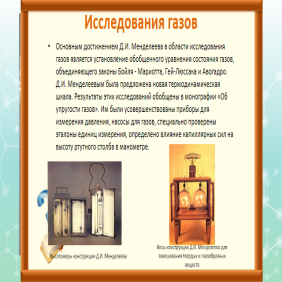 Исследования газов
• Основным достижением Д.И. Менделеева в области исследования
газов является установление обобщенного уравнения состояния газов,
объединяющего законы Бойля - Мариотта, Гей-Люссака и Авогадро.
Д.И. Менделеевым была предложена новая термодинамическая
шкала. Результаты этих исследований обобщены в монографии «Об
упругости газов». Им были усовершенствованы приборы для
измерения давления, насосы для газов, специально проверены
эталоны единиц измерения, определено влияние капиллярных сил на
высоту ртутного столба в манометре.
Высотомеры конструкции Д.И. Менделеева
Весы конструкции Д.И. Менделеева для
взвешивания твердых и газообразных
веществ